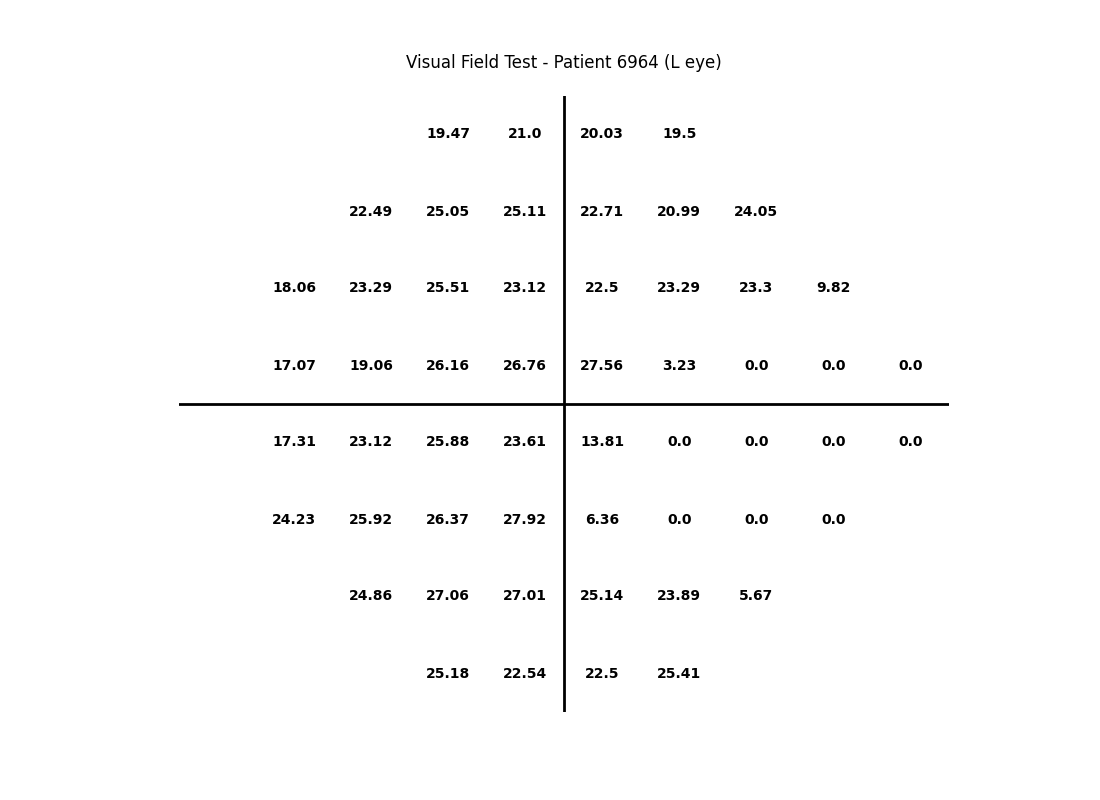 Visual Field Test - Patient 6964 (L eye)
19.47 21.0 20.03 19.5
22.49 25.05 25.11 22.71 20.99 24.05
18.06 23.29 25.51 23.12 22.5 23.29 23.3 9.82
17.07 19.06 26.16 26.76 27.56 3.23 0.0 0.0 0.0
17.31 23.12 25.88 23.61 13.81 0.0 0.0 0.0 0.0
24.23 25.92 26.37 27.92 6.36 0.0 0.0 0.0
24.86 27.06 27.01 25.14 23.89 5.67
25.18 22.54 22.5 25.41